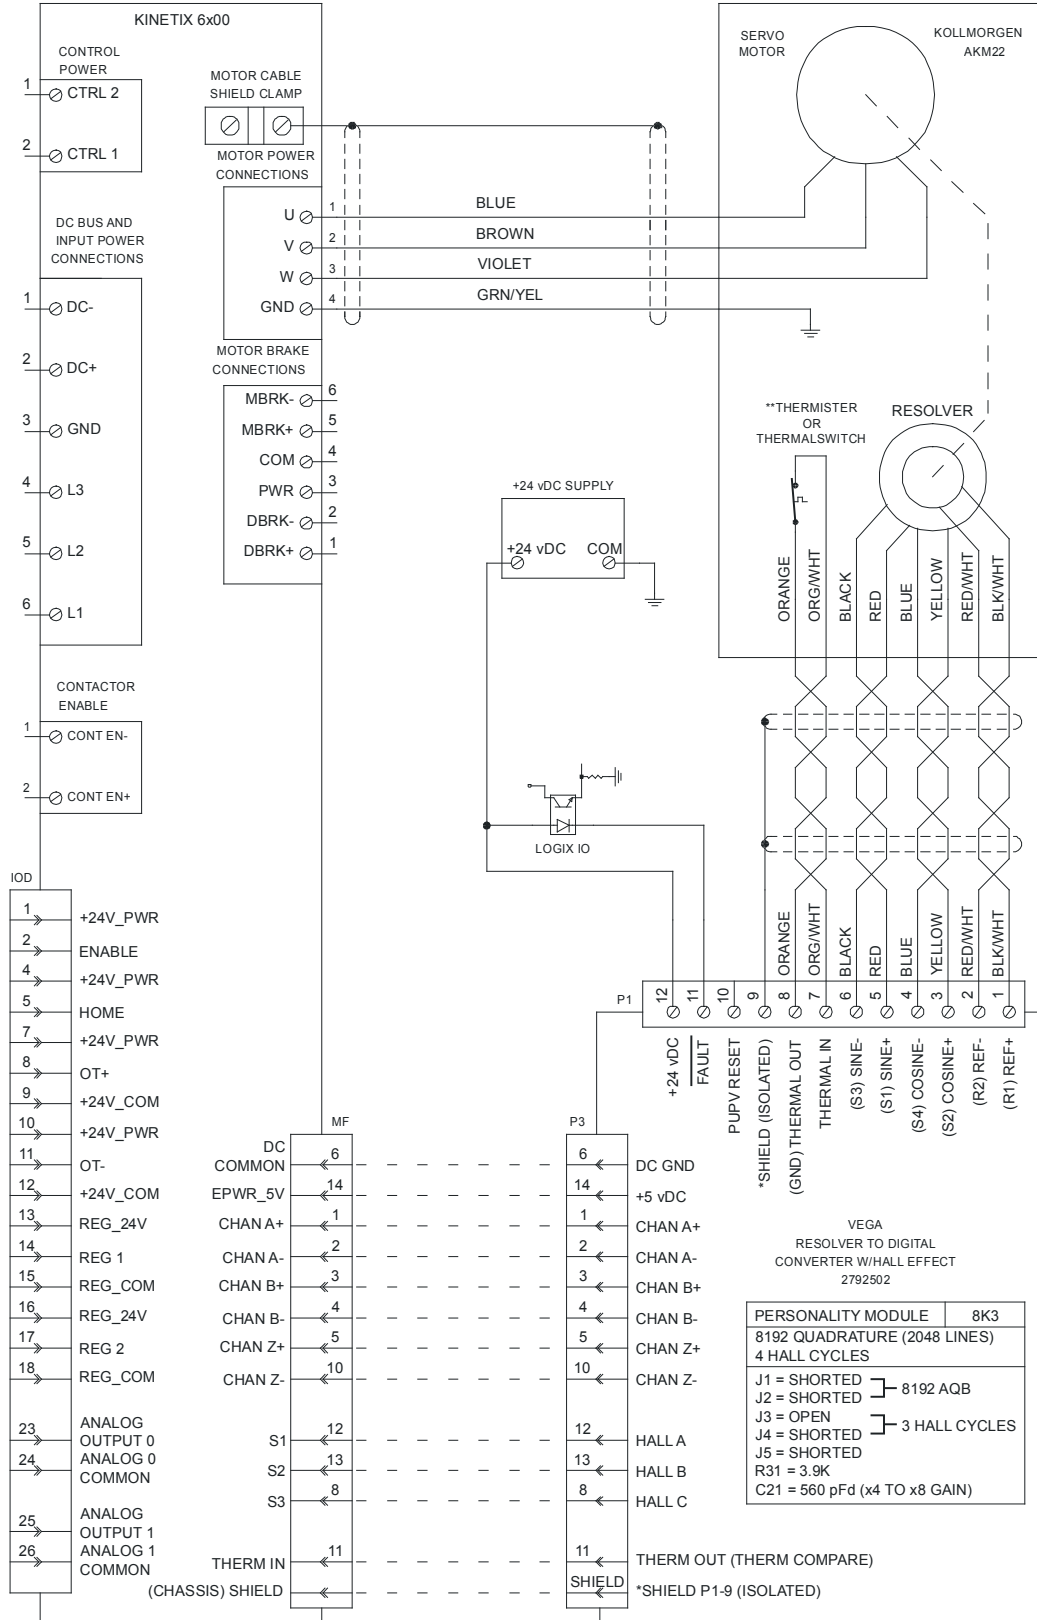 KINETIX 6x00
CONTROL
POWER
1 CTRL 2
2 CTRL 1
DC BUS AND
INPUT POWER
CONNECTIONS
1 DC-
2 DC+
3 GND
4 L3
5 L2
6 L1
CONTACTOR
ENABLE
1 CONT EN-
2 CONT EN+
MOTOR CABLE
SHIELD CLAMP
MOTOR POWER
CONNECTIONS
U 1 BLUE
V 2 BROWN
W 3 VIOLET
GND 4 GRN/YEL
MOTOR BRAKE
CONNECTIONS
MBRK- 6
MBRK+ 5
COM 4
PWR 3
DBRK- 2
DBRK+ 1
SERVO
MOTOR
KOLLMORGEN
AKM22
**THERMISTER
OR
THERMALSWITCH
RESOLVER
ORANGE
ORG/WHT
BLACK
RED
BLUE
YELLOW
RED/WHT
BLK/WHT
+24 vDC SUPPLY
+24 vDC COM
LOGIX IO
ORANGE
ORG/WHT
BLACK
RED
BLUE
YELLOW
RED/WHT
BLK/WHT
P1
12 11 10 9 8 7 6 5 4 3 2 1
+24 vDC
FAULT
PUPV RESET
*SHIELD (ISOLATED)
(GND) THERMAL OUT
THERMAL IN
(S3) SINE-
(S1) SINE+
(S4) COSINE-
(S2) COSINE+
(R2) REF-
(R1) REF+
IOD
1 +24V_PWR
2 ENABLE
4 +24V_PWR
5 HOME
7 +24V_PWR
8 OT+
9 +24V_COM
10 +24V_PWR
11 OT-
12 +24V_COM
13 REG_24V
14 REG 1
15 REG_COM
16 REG_24V
17 REG 2
18 REG_COM
23 ANALOG
OUTPUT 0
24 ANALOG 0
COMMON
25 ANALOG
OUTPUT 1
26 ANALOG 1
COMMON
MF
DC
COMMON 6
EPWR_5V 14
CHAN A+ 1
CHAN A- 2
CHAN B+ 3
CHAN B- 4
CHAN Z+ 5
CHAN Z- 10
S1 12
S2 13
S3 8
THERM IN 11
(CHASSIS) SHIELD
P3
6 DC GND
14 +5 vDC
1 CHAN A+
2 CHAN A-
3 CHAN B+
4 CHAN B-
5 CHAN Z+
10 CHAN Z-
12 HALL A
13 HALL B
8 HALL C
11 THERM OUT (THERM COMPARE)
SHIELD *SHIELD P1-9 (ISOLATED)
VEGA
RESOLVER TO DIGITAL
CONVERTER W/HALL EFFECT
2792502
PERSONALITY MODULE 8K3
8192 QUADRATURE (2048 LINES)
4 HALL CYCLES
J1 = SHORTED
J2 = SHORTED
8192 AQB
J3 = OPEN
J4 = SHORTED
3 HALL CYCLES
J5 = SHORTED
R31 = 3.9K
C21 = 560 pFd (x4 TO x8 GAIN)